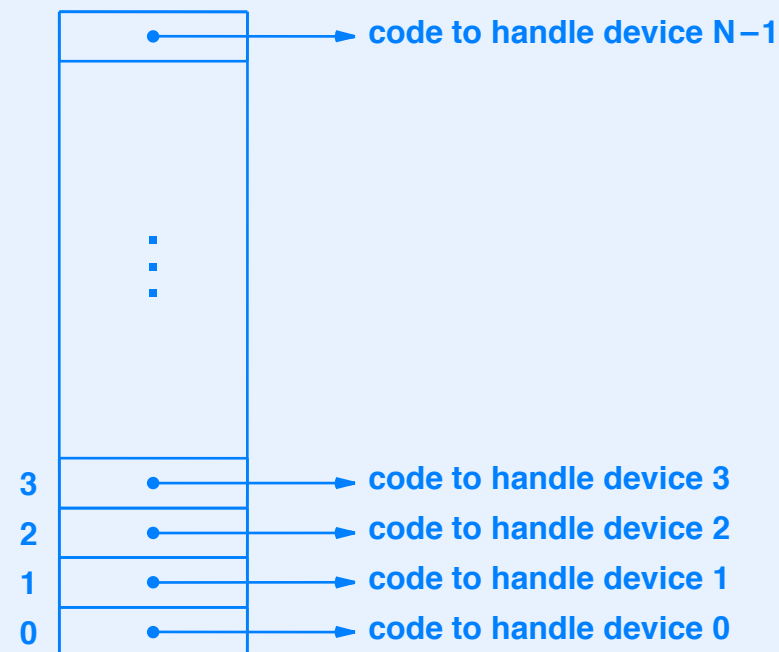 code to handle device N−1
3 code to handle device 3
2 code to handle device 2
1 code to handle device 1
0 code to handle device 0